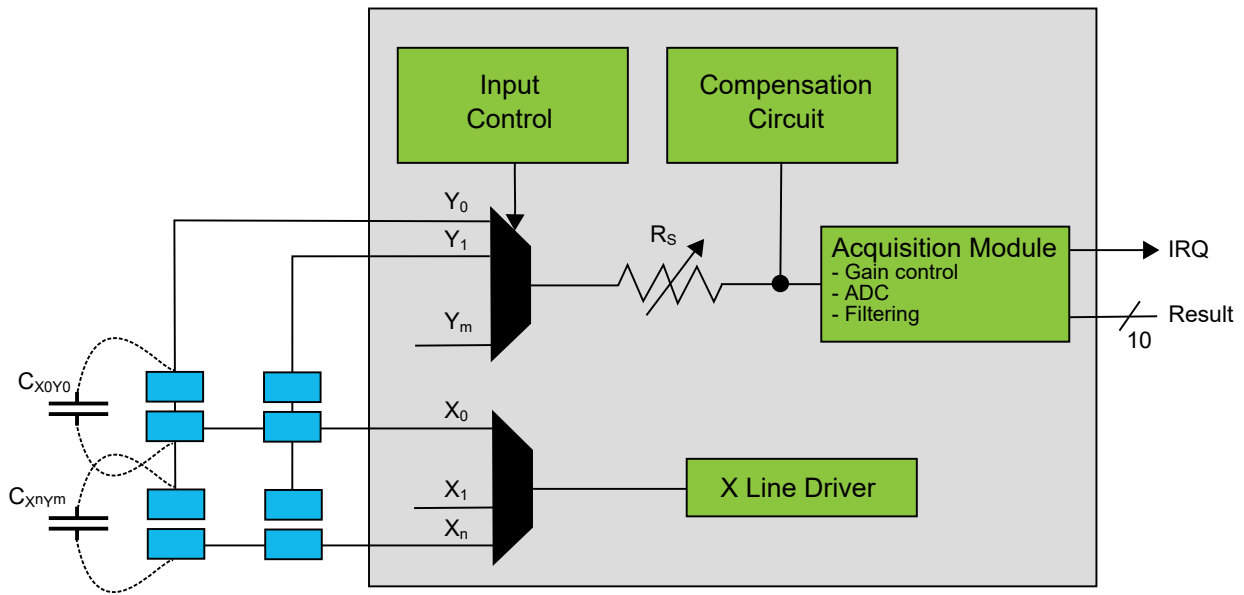 Input
Control
Compensation
Circuit
Y0
Y1
Ym
RS
Acquisition Module
- Gain control
- ADC
- Filtering
IRQ
Result
10
CX0Y0
CXnYm
X0
X1
Xn
X Line Driver